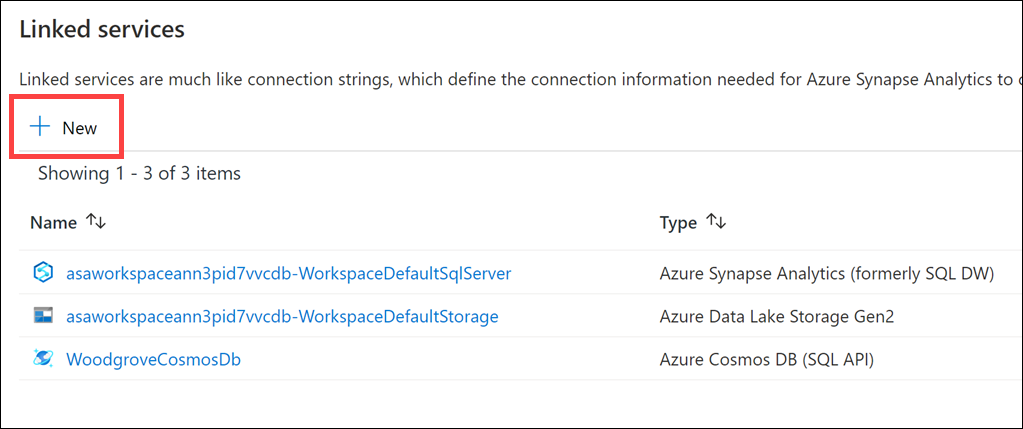 Linked services
Linked services are much like connection strings, which define the connection information needed for Azure Synapse Analytics to
New
Showing 1 - 3 of 3 items
Name Type
asaworkspaceann3pid7vvcdb-WorkspaceDefaultSqlServer Azure Synapse Analytics (formerly SQL DW)
asaworkspaceann3pid7vvcdb-WorkspaceDefaultStorage Azure Data Lake Storage Gen2
WoodgroveCosmosDb Azure Cosmos DB (SQL API)